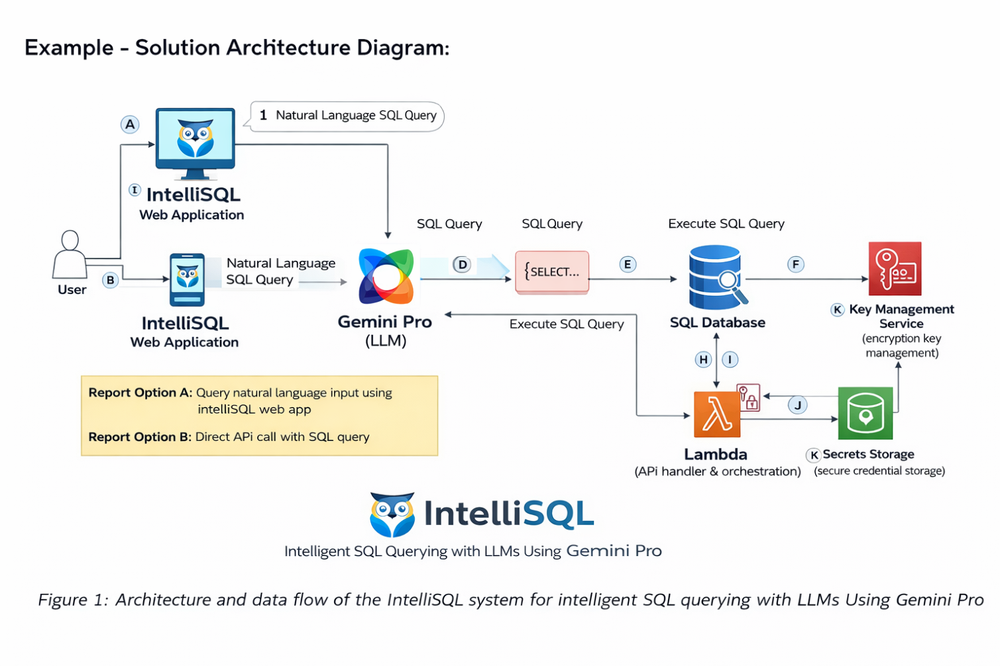 Example - Solution Architecture Diagram:
A
1 Natural Language SQL Query
I IntelliSQL
Web Application
User
B
Natural Language
SQL Query
IntelliSQL
Web Application
Gemini Pro
(LLM)
SQL Query
D
SQL Query
{SELECT...
E
Execute SQL Query
SQL Database
F
K Key Management
Service
(encryption key
management)
Execute SQL Query
H I
J
Lambda
(APi handler & orchestration)
K Secrets Storage
(secure credential storage)
Report Option A: Query natural language input using
intelliSQL web app
Report Option B: Direct APi call with SQL query
IntelliSQL
Intelligent SQL Querying with LLMs Using Gemini Pro
Figure 1: Architecture and data flow of the IntelliSQL system for intelligent SQL querying with LLMs Using Gemini Pro